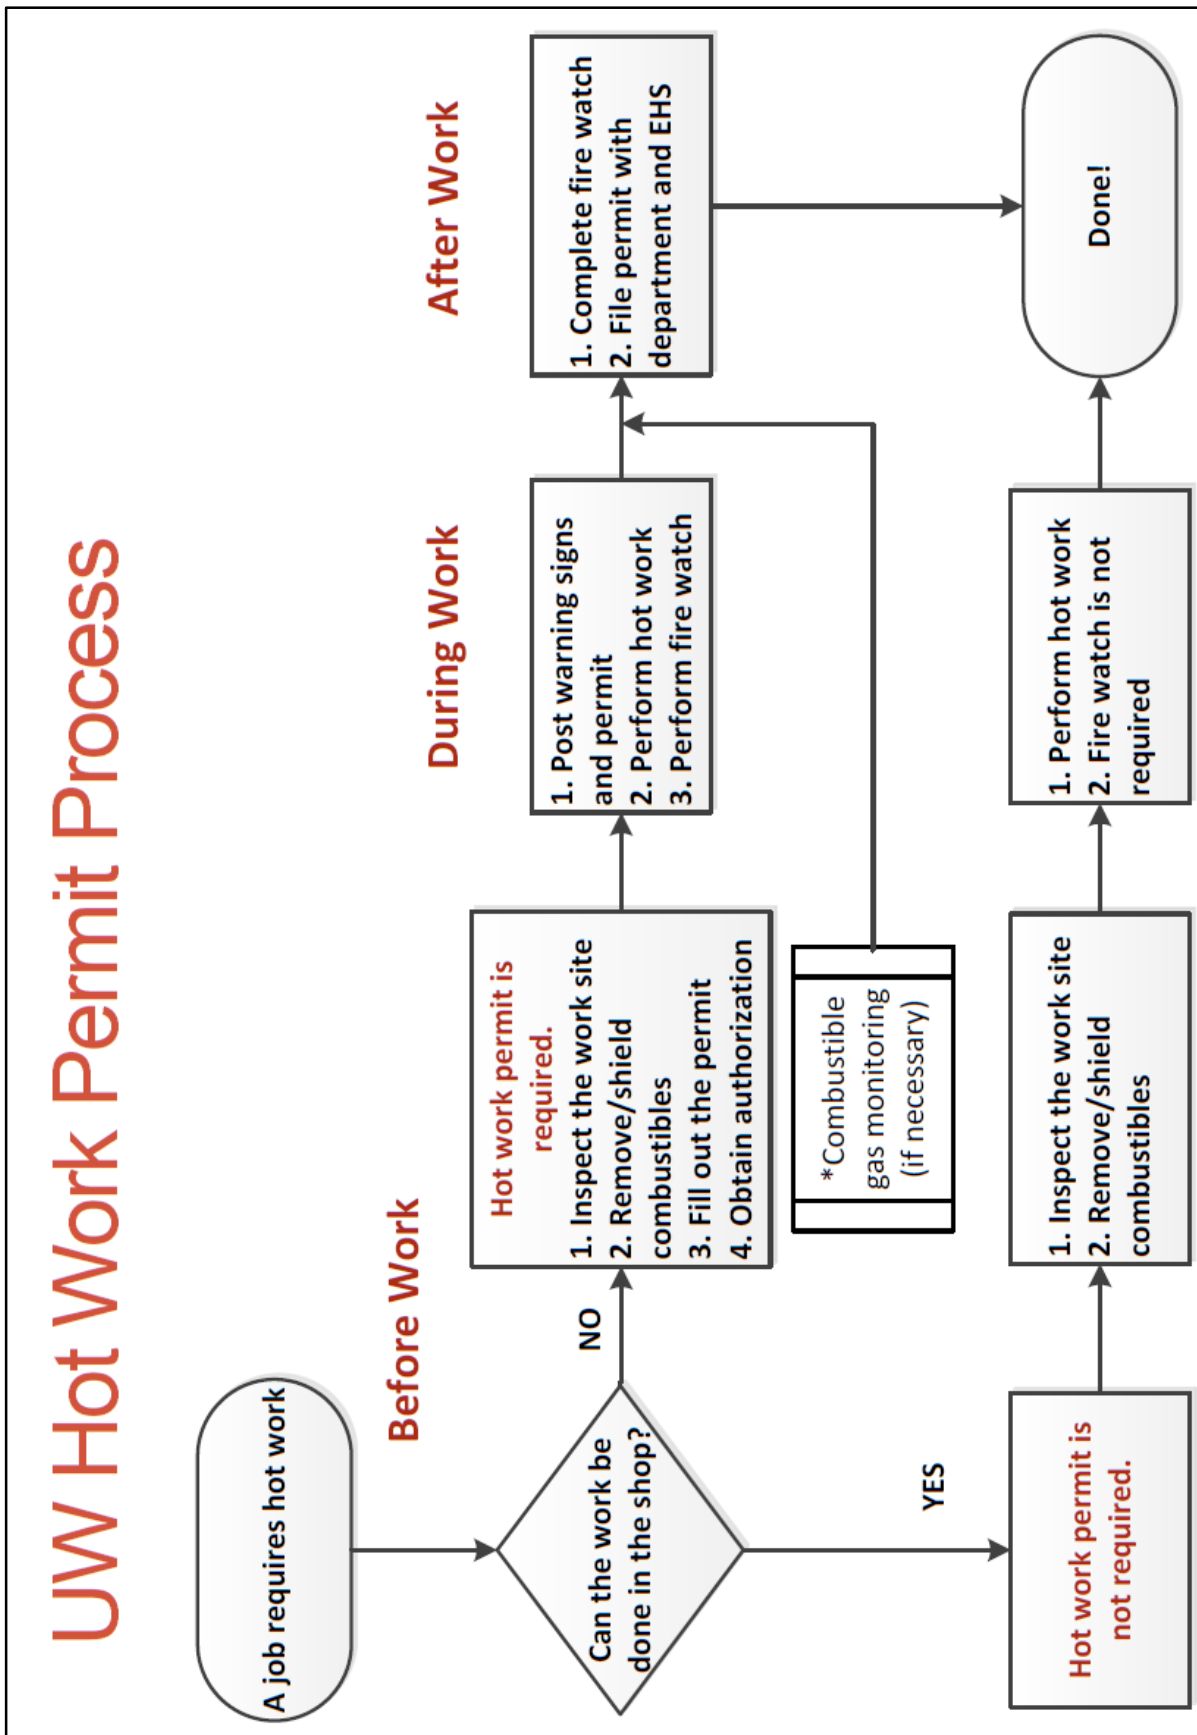 UW Hot Work Permit Process
A job requires hot work
Before Work
During Work
After Work
Can the work be
done in the shop?
NO
Hot work permit is
required.
1. Inspect the work site
2. Remove/shield
combustibles
3. Fill out the permit
4. Obtain authorization
1. Post warning signs
and permit
2. Perform hot work
3. Perform fire watch
1. Complete fire watch
2. File permit with
department and EHS
*Combustible
gas monitoring
(if necessary)
YES
Hot work permit is
not required.
1. Inspect the work site
2. Remove/shield
combustibles
1. Perform hot work
2. Fire watch is not
required
Done!